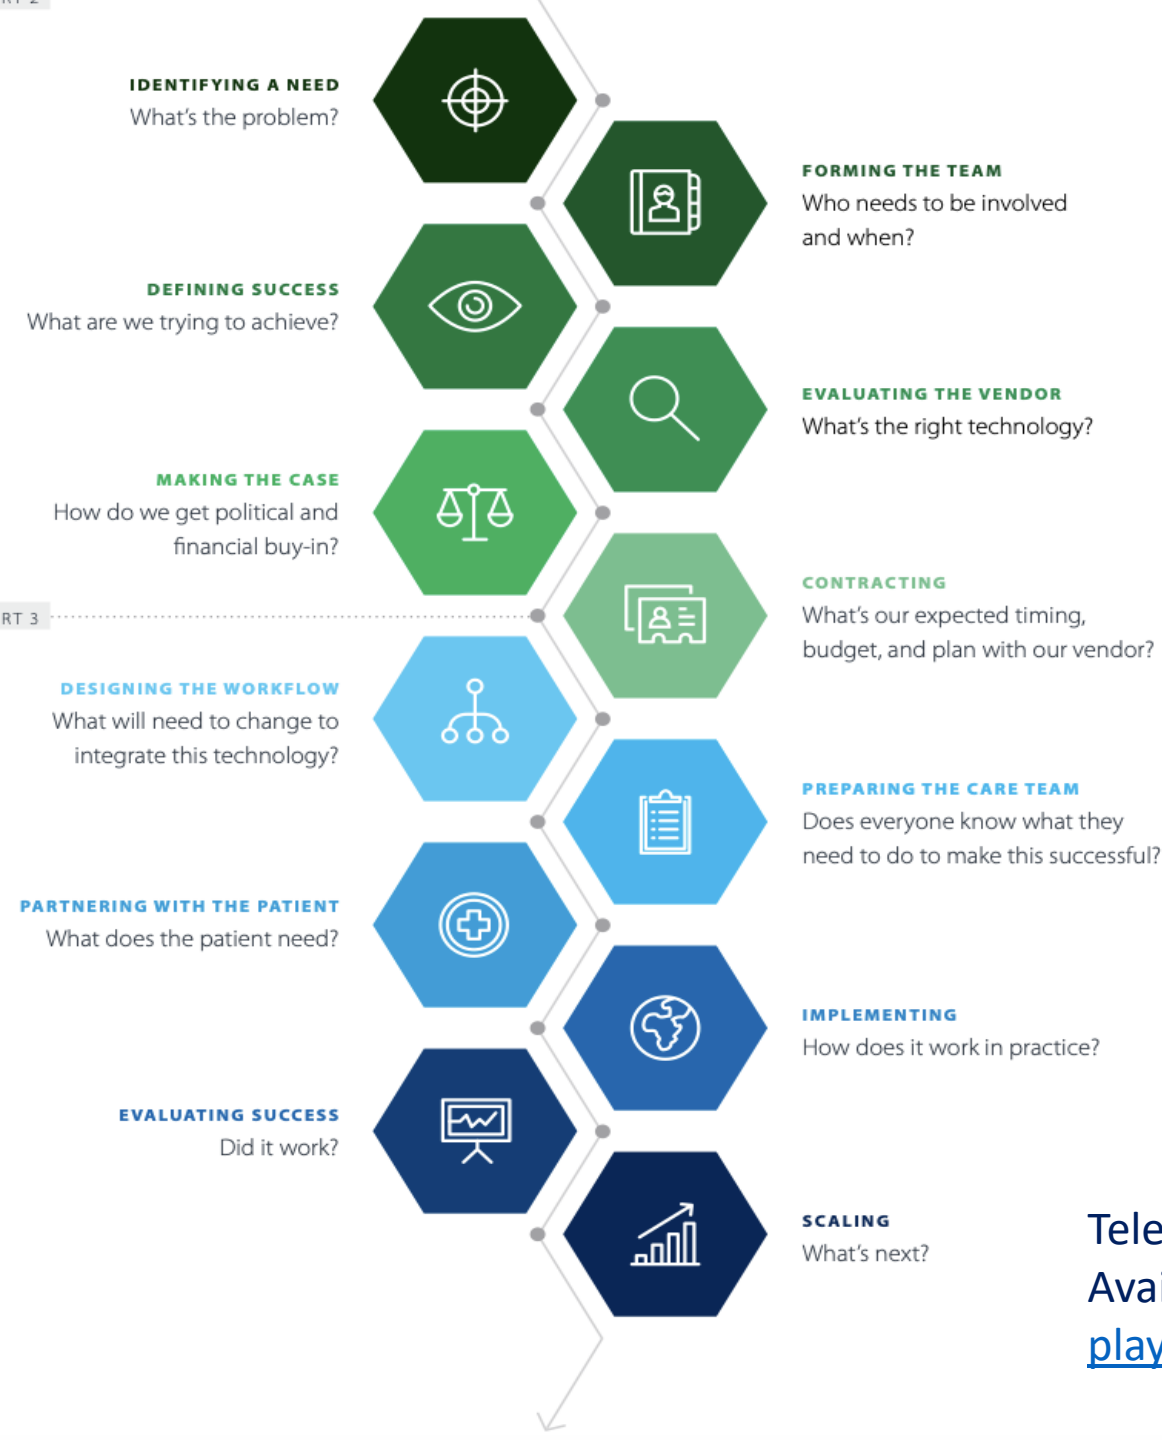 IDENTIFYING A NEED
What's the problem?
FORMING THE TEAM
Who needs to be involved
and when?
DEFINING SUCCESS
What are we trying to achieve?
EVALUATING THE VENDOR
What's the right technology?
MAKING THE CASE
How do we get political and
financial buy-in?
CONTRACTING
What's our expected timing,
budget, and plan with our vendor?
RT 3
DESIGNING THE WORKFLOW
What will need to change to
integrate this technology?
PREPARING THE CARE TEAM
Does everyone know what they
need to do to make this successful?
PARTNERING WITH THE PATIENT
What does the patient need?
IMPLEMENTING
How does it work in practice?
EVALUATING SUCCESS
Did it work?
SCALING
What's next?
Tele
Avai
play